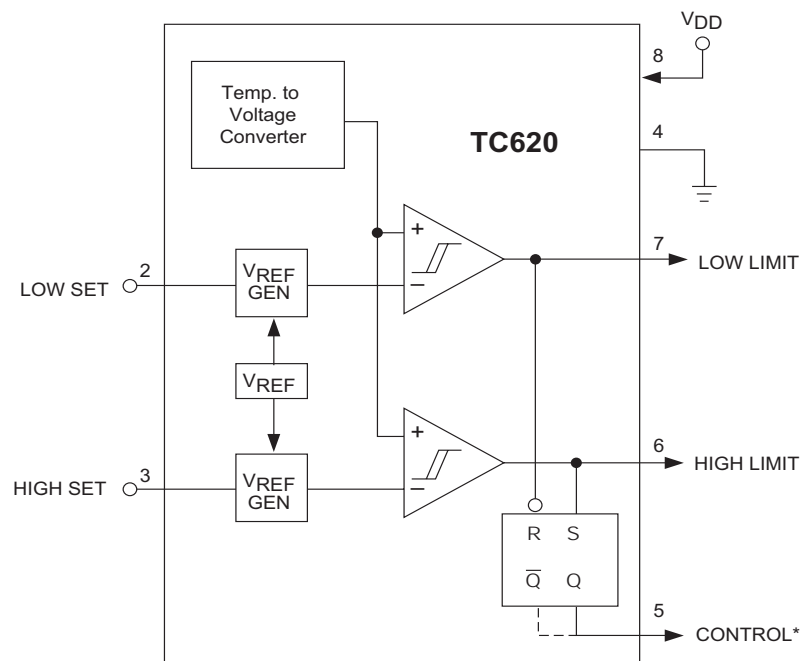 VDD
8
Temp. to
Voltage
Converter
TC620
4
+
7
LOW LIMIT
2
LOW SET
VREF
GEN
−
VREF
+
6
HIGH LIMIT
3
HIGH SET
VREF
GEN
−
R S
Q̅ Q
5
CONTROL*